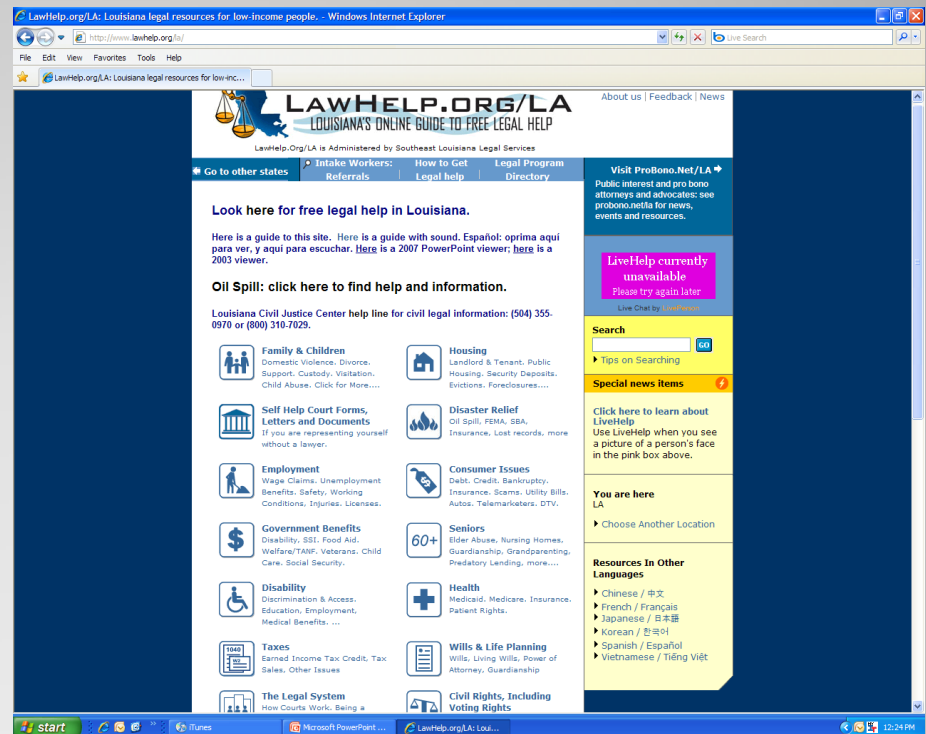 LawHelp.org/LA: Louisiana legal resources for low-income people. - Windows Internet Explorer
http://www.lawhelp.org/la/
Live Search
File Edit View Favorites Tools Help
LawHelp.org/LA: Louisiana legal resources for low-inc...
LAWHELP.ORG/LA
LOUISIANA'S ONLINE GUIDE TO FREE LEGAL HELP
LawHelp.Org/LA is Administered by Southeast Louisiana Legal Services
About us | Feedback | News
Go to other states
Intake Workers:
Referrals
How to Get
Legal help
Legal Program
Directory
Look here for free legal help in Louisiana.
Here is a guide to this site. Here is a guide with sound. Español: oprima aquí
para ver, y aqui para escuchar. Here is a 2007 PowerPoint viewer; here is a
2003 viewer.
Oil Spill: click here to find help and information.
Louisiana Civil Justice Center help line for civil legal information: (504) 355-
0970 or (800) 310-7029.
Family & Children
Domestic Violence. Divorce.
Support. Custody. Visitation.
Child Abuse. Click for More....
Housing
Landlord & Tenant. Public
Housing. Security Deposits.
Evictions. Foreclosures....
Self Help Court Forms,
Letters and Documents
If you are representing yourself
without a lawyer.
Disaster Relief
Oil Spill, FEMA, SBA,
Insurance, Lost records, more
Employment
Wage Claims. Unemployment
Benefits. Safety, Working
Conditions, Injuries. Licenses.
Consumer Issues
Debt. Credit. Bankruptcy.
Insurance. Scams. Utility Bills.
Autos. Telemarketers. DTV.
$
Government Benefits
Disability, SSI. Food Aid.
Welfare/TANF. Veterans. Child
Care. Social Security.
60+
Seniors
Elder Abuse, Nursing Homes,
Guardianship, Grandparenting,
Predatory Lending, more....
Disability
Discrimination & Access.
Education, Employment,
Medical Benefits. ...
Health
Medicaid. Medicare. Insurance.
Patient Rights.
1040
W2
Taxes
Earned Income Tax Credit, Tax
Sales, Other Issues
Wills & Life Planning
Wills, Living Wills, Power of
Attorney, Guardianship
The Legal System
How Courts Work. Being a
Civil Rights, Including
Voting Rights
Visit ProBono.Net/LA
Public interest and pro bono
attorneys and advocates: see
probono.net/la for news,
events and resources.
LiveHelp currently
unavailable
Please try again later
Live Chat by LivePerson
Search
GO
Tips on Searching
Special news items
Click here to learn about
LiveHelp
Use LiveHelp when you see
a picture of a person's face
in the pink box above.
You are here
LA
Choose Another Location
Resources In Other
Languages
Chinese / 中文
French / Français
Japanese / 日本語
Korean / 한국어
Spanish / Español
Vietnamese / Tiếng Việt
start
iTunes
Microsoft PowerPoint ...
LawHelp.org/LA: Loui...
12:24 PM